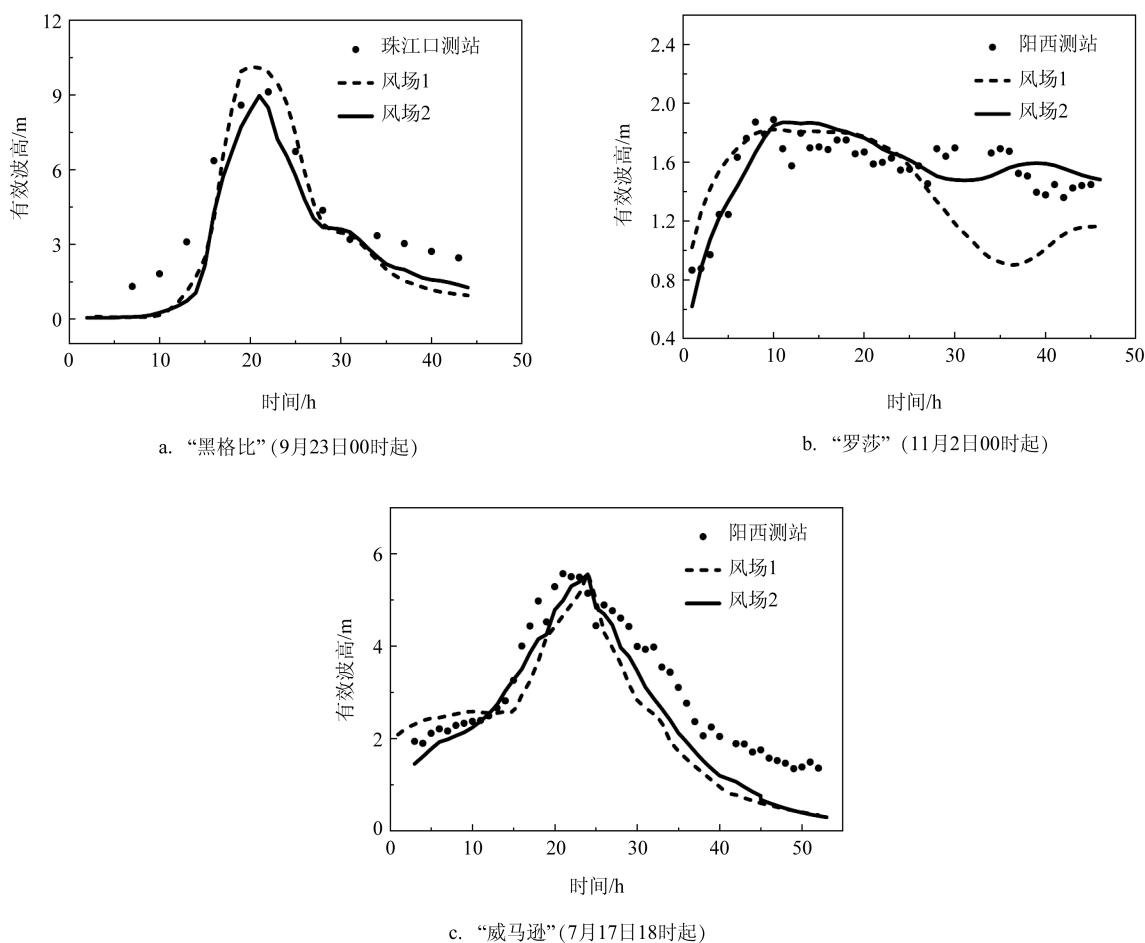 12
9
6
3
0
有效波高/m
珠江口测站
风场1
风场2
0 10 20 30 40 50
时间/h
a. “黑格比”(9月23日00时起)
2.4
2.0
1.6
1.2
0.8
0.4
有效波高/m
阳西测站
风场1
风场2
0 10 20 30 40 50
时间/h
b. “罗莎” (11月2日00时起)
6
4
2
0
有效波高/m
阳西测站
风场1
风场2
0 10 20 30 40 50
时间/h
c. “威马逊”(7月17日18时起)